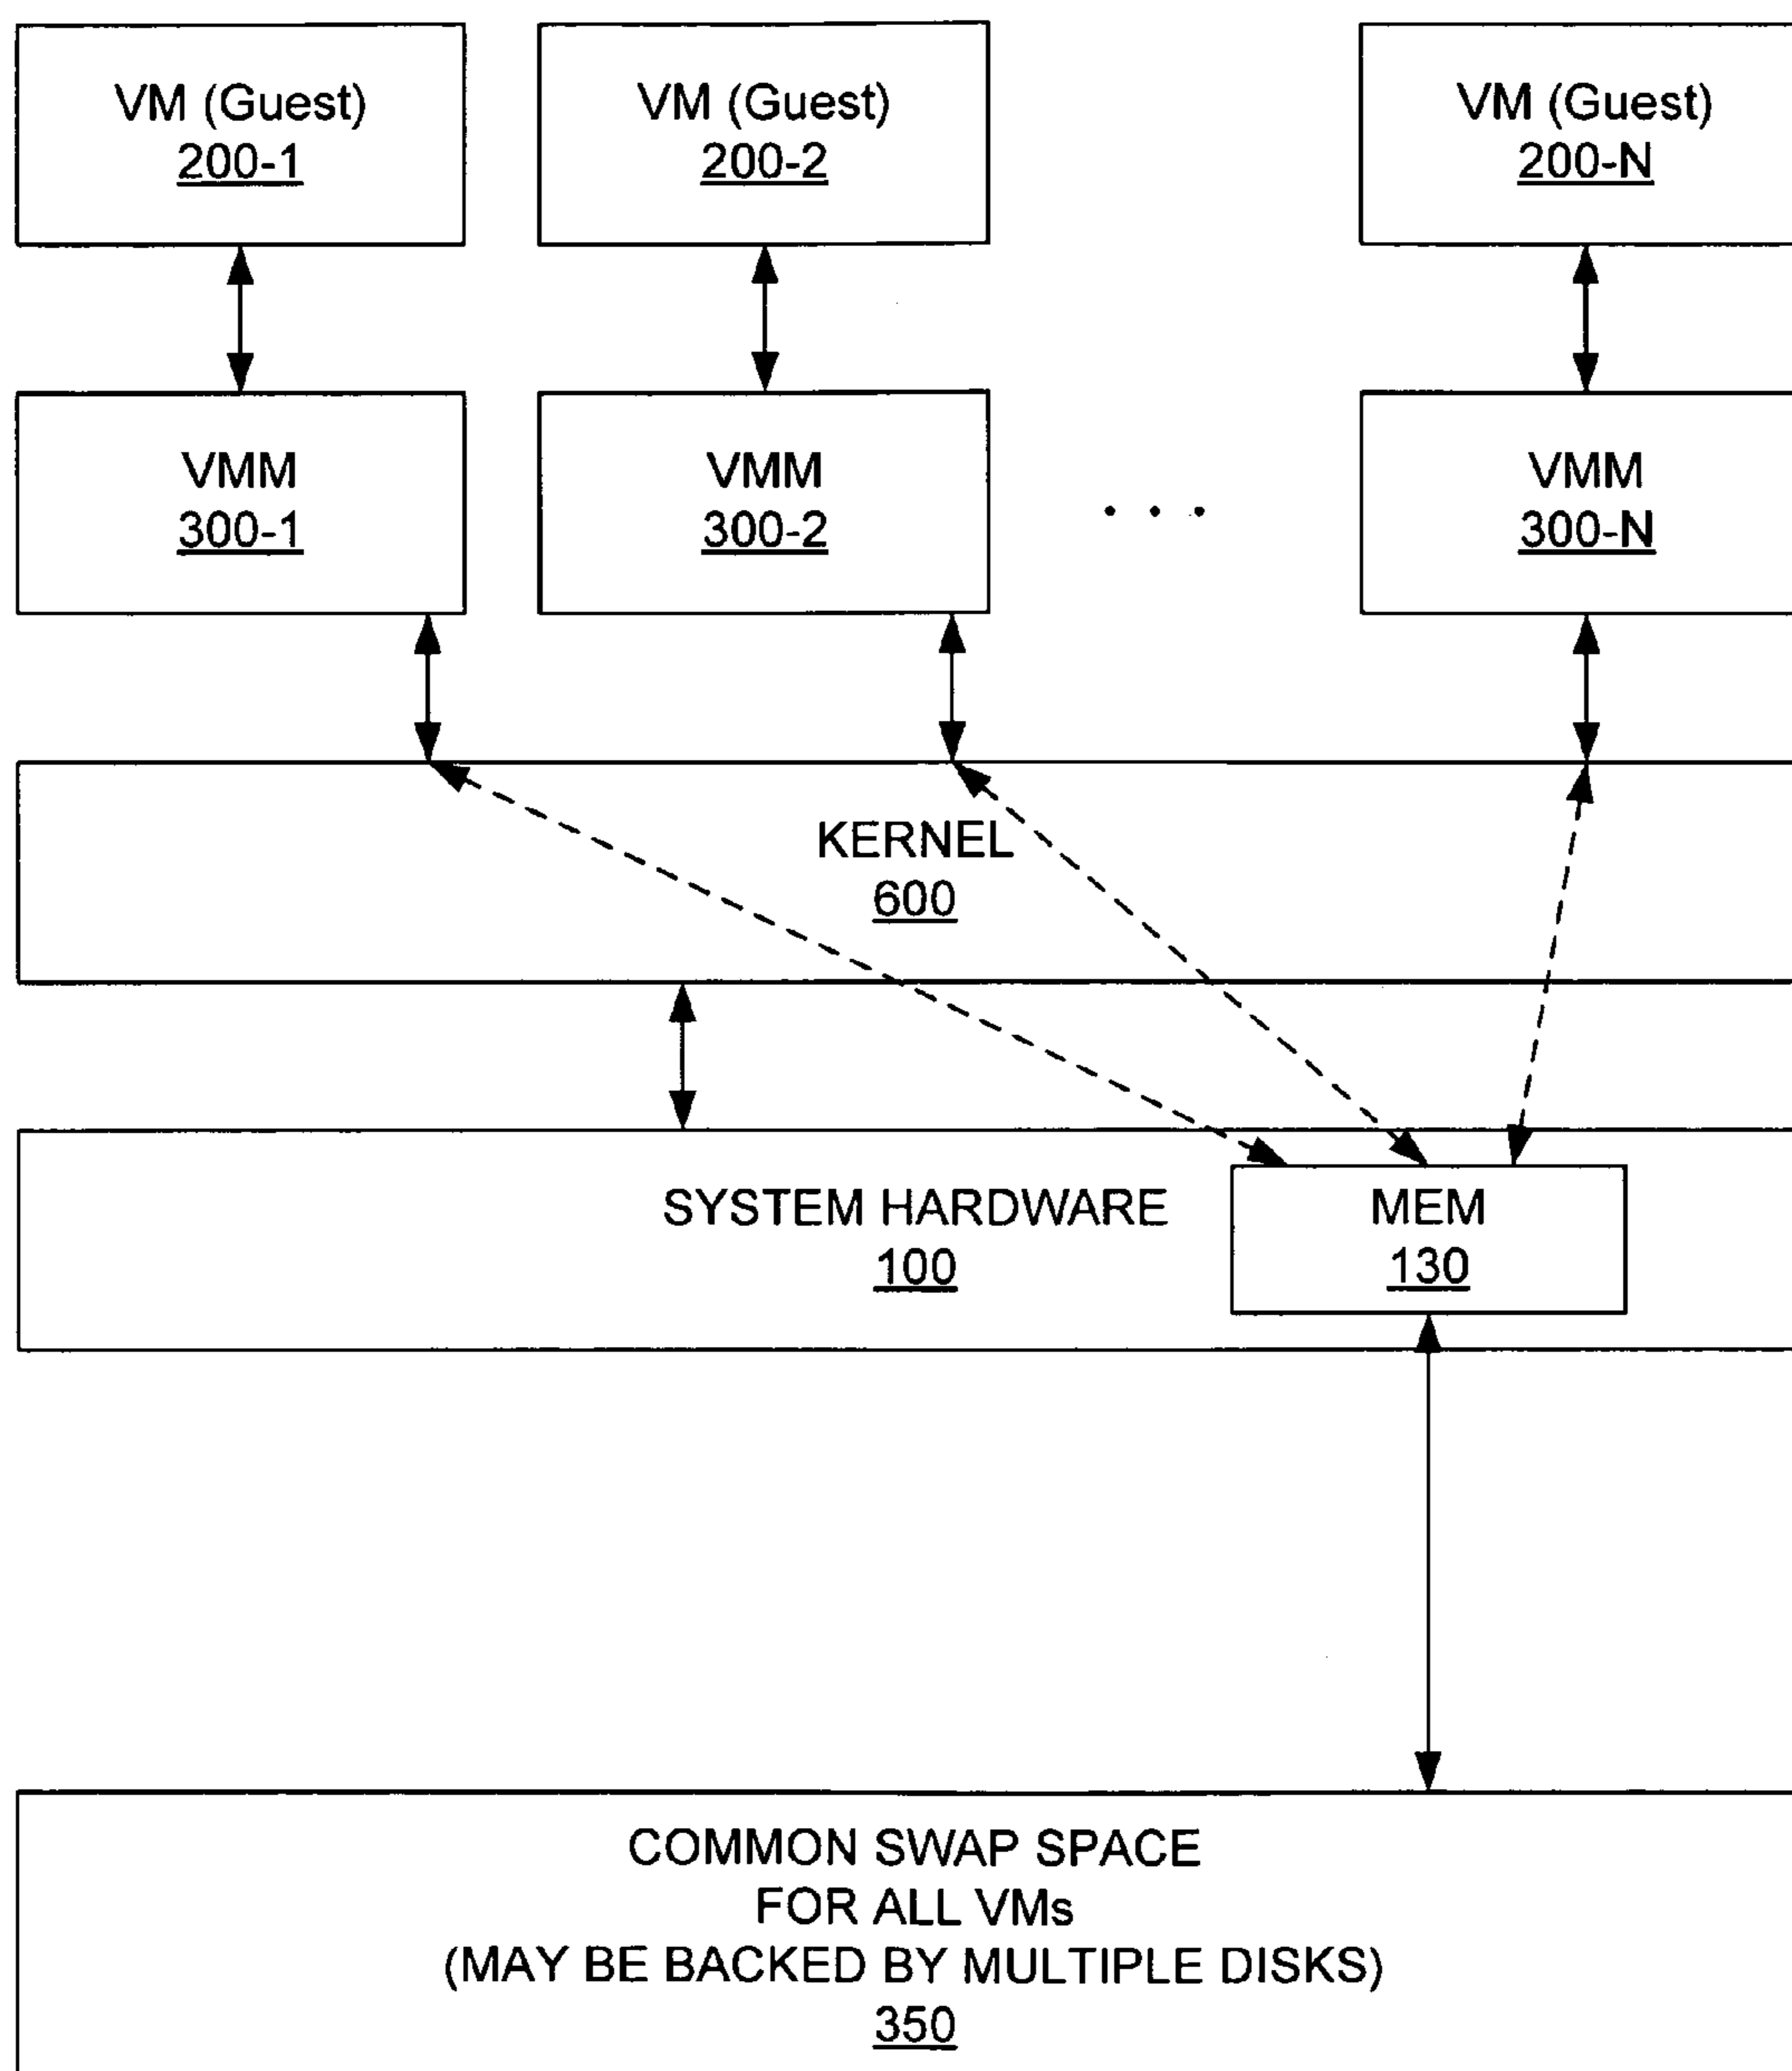 VM (Guest)
200-1
VM (Guest)
200-2
VM (Guest)
200-N
VMM
300-1
VMM
300-2
. . .
VMM
300-N
KERNEL
600
SYSTEM HARDWARE
100
MEM
130
COMMON SWAP SPACE
FOR ALL VMs
(MAY BE BACKED BY MULTIPLE DISKS)
350